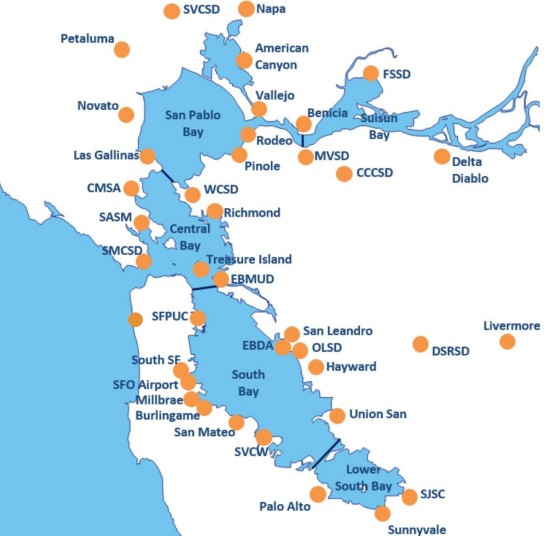 SVCSD
Napa
Petaluma
American
Canyon
FSSD
Vallejo
Novato
San Pablo
Bay
Benicia
Suisun
Bay
Rodeo
Las Gallinas
Pinole
MVSD
Delta
Diablo
CCCSD
CMSA
WCSD
SASM
Richmond
Central
Bay
SMCSD
Treasure Island
EBMUD
SFPUC
San Leandro
Livermore
EBDA
OLSD
DSRSD
South SF
Hayward
South
Bay
SFO Airport
Millbrae
Burlingame
Union San
San Mateo
SVCW
Lower
South Bay
Palo Alto
SJSC
Sunnyvale